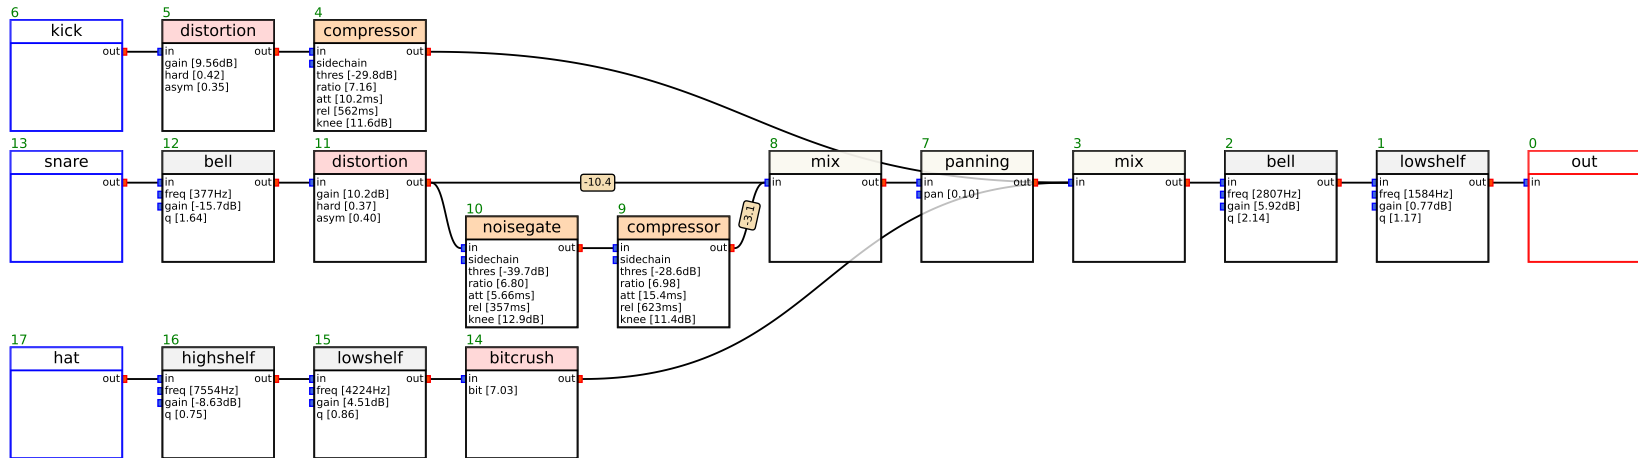 6
kick
out
5
distortion
in out
gain [9.56dB]
hard [0.42]
asym [0.35]
4
compressor
in out
sidechain
thres [-29.8dB]
ratio [7.16]
att [10.2ms]
rel [562ms]
knee [11.6dB]
13
snare
out
12
bell
in out
freq [377Hz]
gain [-15.7dB]
q [1.64]
11
distortion
in out
gain [10.2dB]
hard [0.37]
asym [0.40]
-10.4
10
noisegate
in out
sidechain
thres [-39.7dB]
ratio [6.80]
att [5.66ms]
rel [357ms]
knee [12.9dB]
9
compressor
in out
sidechain
thres [-28.6dB]
ratio [6.98]
att [15.4ms]
rel [623ms]
knee [11.4dB]
-3.1
8
mix
in out
7
panning
in out
pan [0.10]
3
mix
in out
2
bell
in out
freq [2807Hz]
gain [5.92dB]
q [2.14]
1
lowshelf
in out
freq [1584Hz]
gain [0.77dB]
q [1.17]
0
out
in
17
hat
out
16
highshelf
in out
freq [7554Hz]
gain [-8.63dB]
q [0.75]
15
lowshelf
in out
freq [4224Hz]
gain [4.51dB]
q [0.86]
14
bitcrush
in out
bit [7.03]